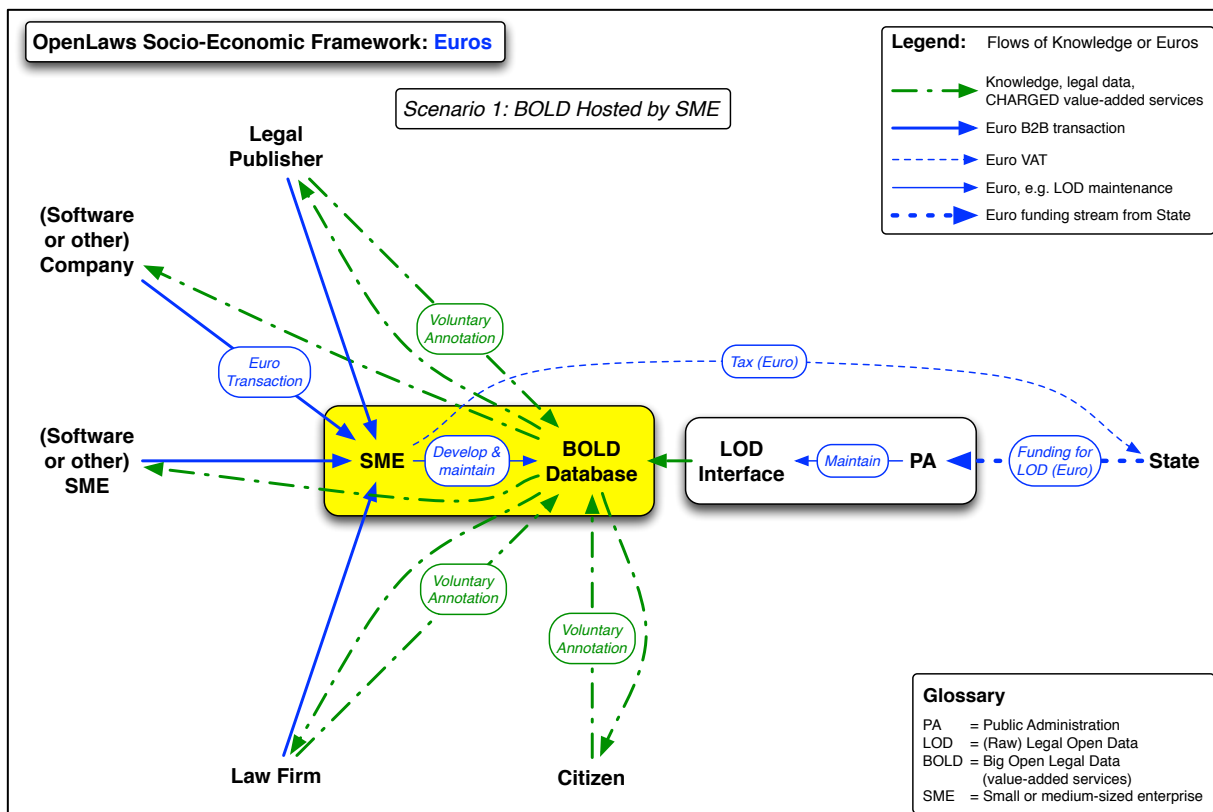 OpenLaws Socio-Economic Framework: Euros
Scenario 1: BOLD Hosted by SME
Legend: Flows of Knowledge or Euros
Knowledge, legal data,
CHARGED value-added services
Euro B2B transaction
Euro VAT
Euro, e.g. LOD maintenance
Euro funding stream from State
Legal
Publisher
(Software
or other)
Company
Voluntary
Annotation
Euro
Transaction
Tax (Euro)
(Software
or other)
SME
SME
Develop &
maintain
BOLD
Database
LOD
Interface
Maintain
PA
Funding for
LOD (Euro)
State
Voluntary
Annotation
Voluntary
Annotation
Law Firm
Citizen
Glossary
PA = Public Administration
LOD = (Raw) Legal Open Data
BOLD = Big Open Legal Data
(value-added services)
SME = Small or medium-sized enterprise